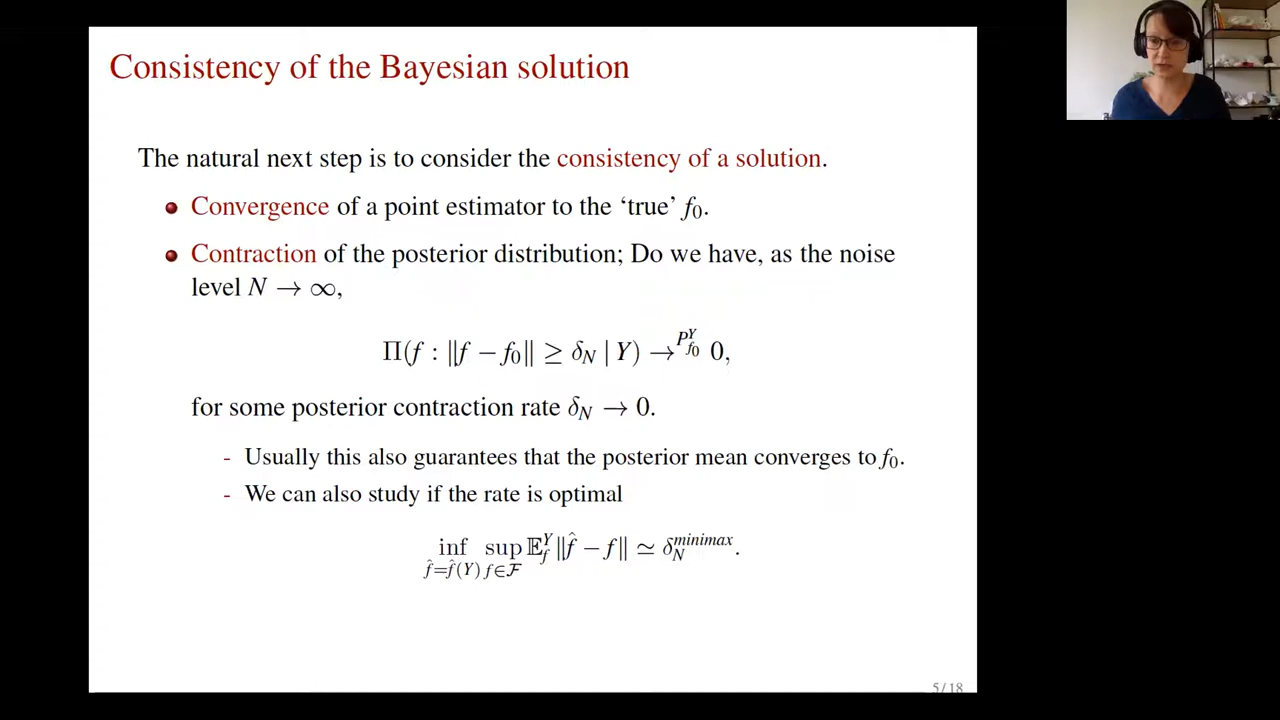 Consistency of the Bayesian solution
The natural next step is to consider the consistency of a solution.
Convergence of a point estimator to the ‘true’ f₀.
Contraction of the posterior distribution; Do we have, as the noise
level N → ∞,
Π(f : ‖f − f₀‖ ≥ δ_N | Y) →^{P^Y_{f₀}} 0,
for some posterior contraction rate δ_N → 0.
- Usually this also guarantees that the posterior mean converges to f₀.
- We can also study if the rate is optimal
inf_{f̂=f̂(Y)} sup_{f∈ℱ} 𝔼^Y_f ‖f̂ − f‖ ≃ δ_N^{minimax}.
5 / 18